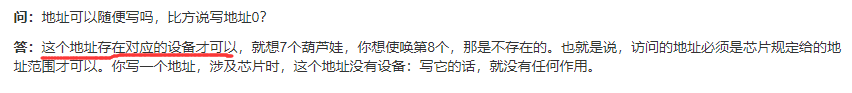 问：地址可以随便写吗，比方说写地址0？
答：这个地址存在对应的设备才可以，就想7个葫芦娃，你想使唤第8个，那是不存在的。也就是说，访问的地址必须是芯片规定给的地
址范围才可以。你写一个地址，涉及芯片时，这个地址没有设备：写它的话，就没有任何作用。